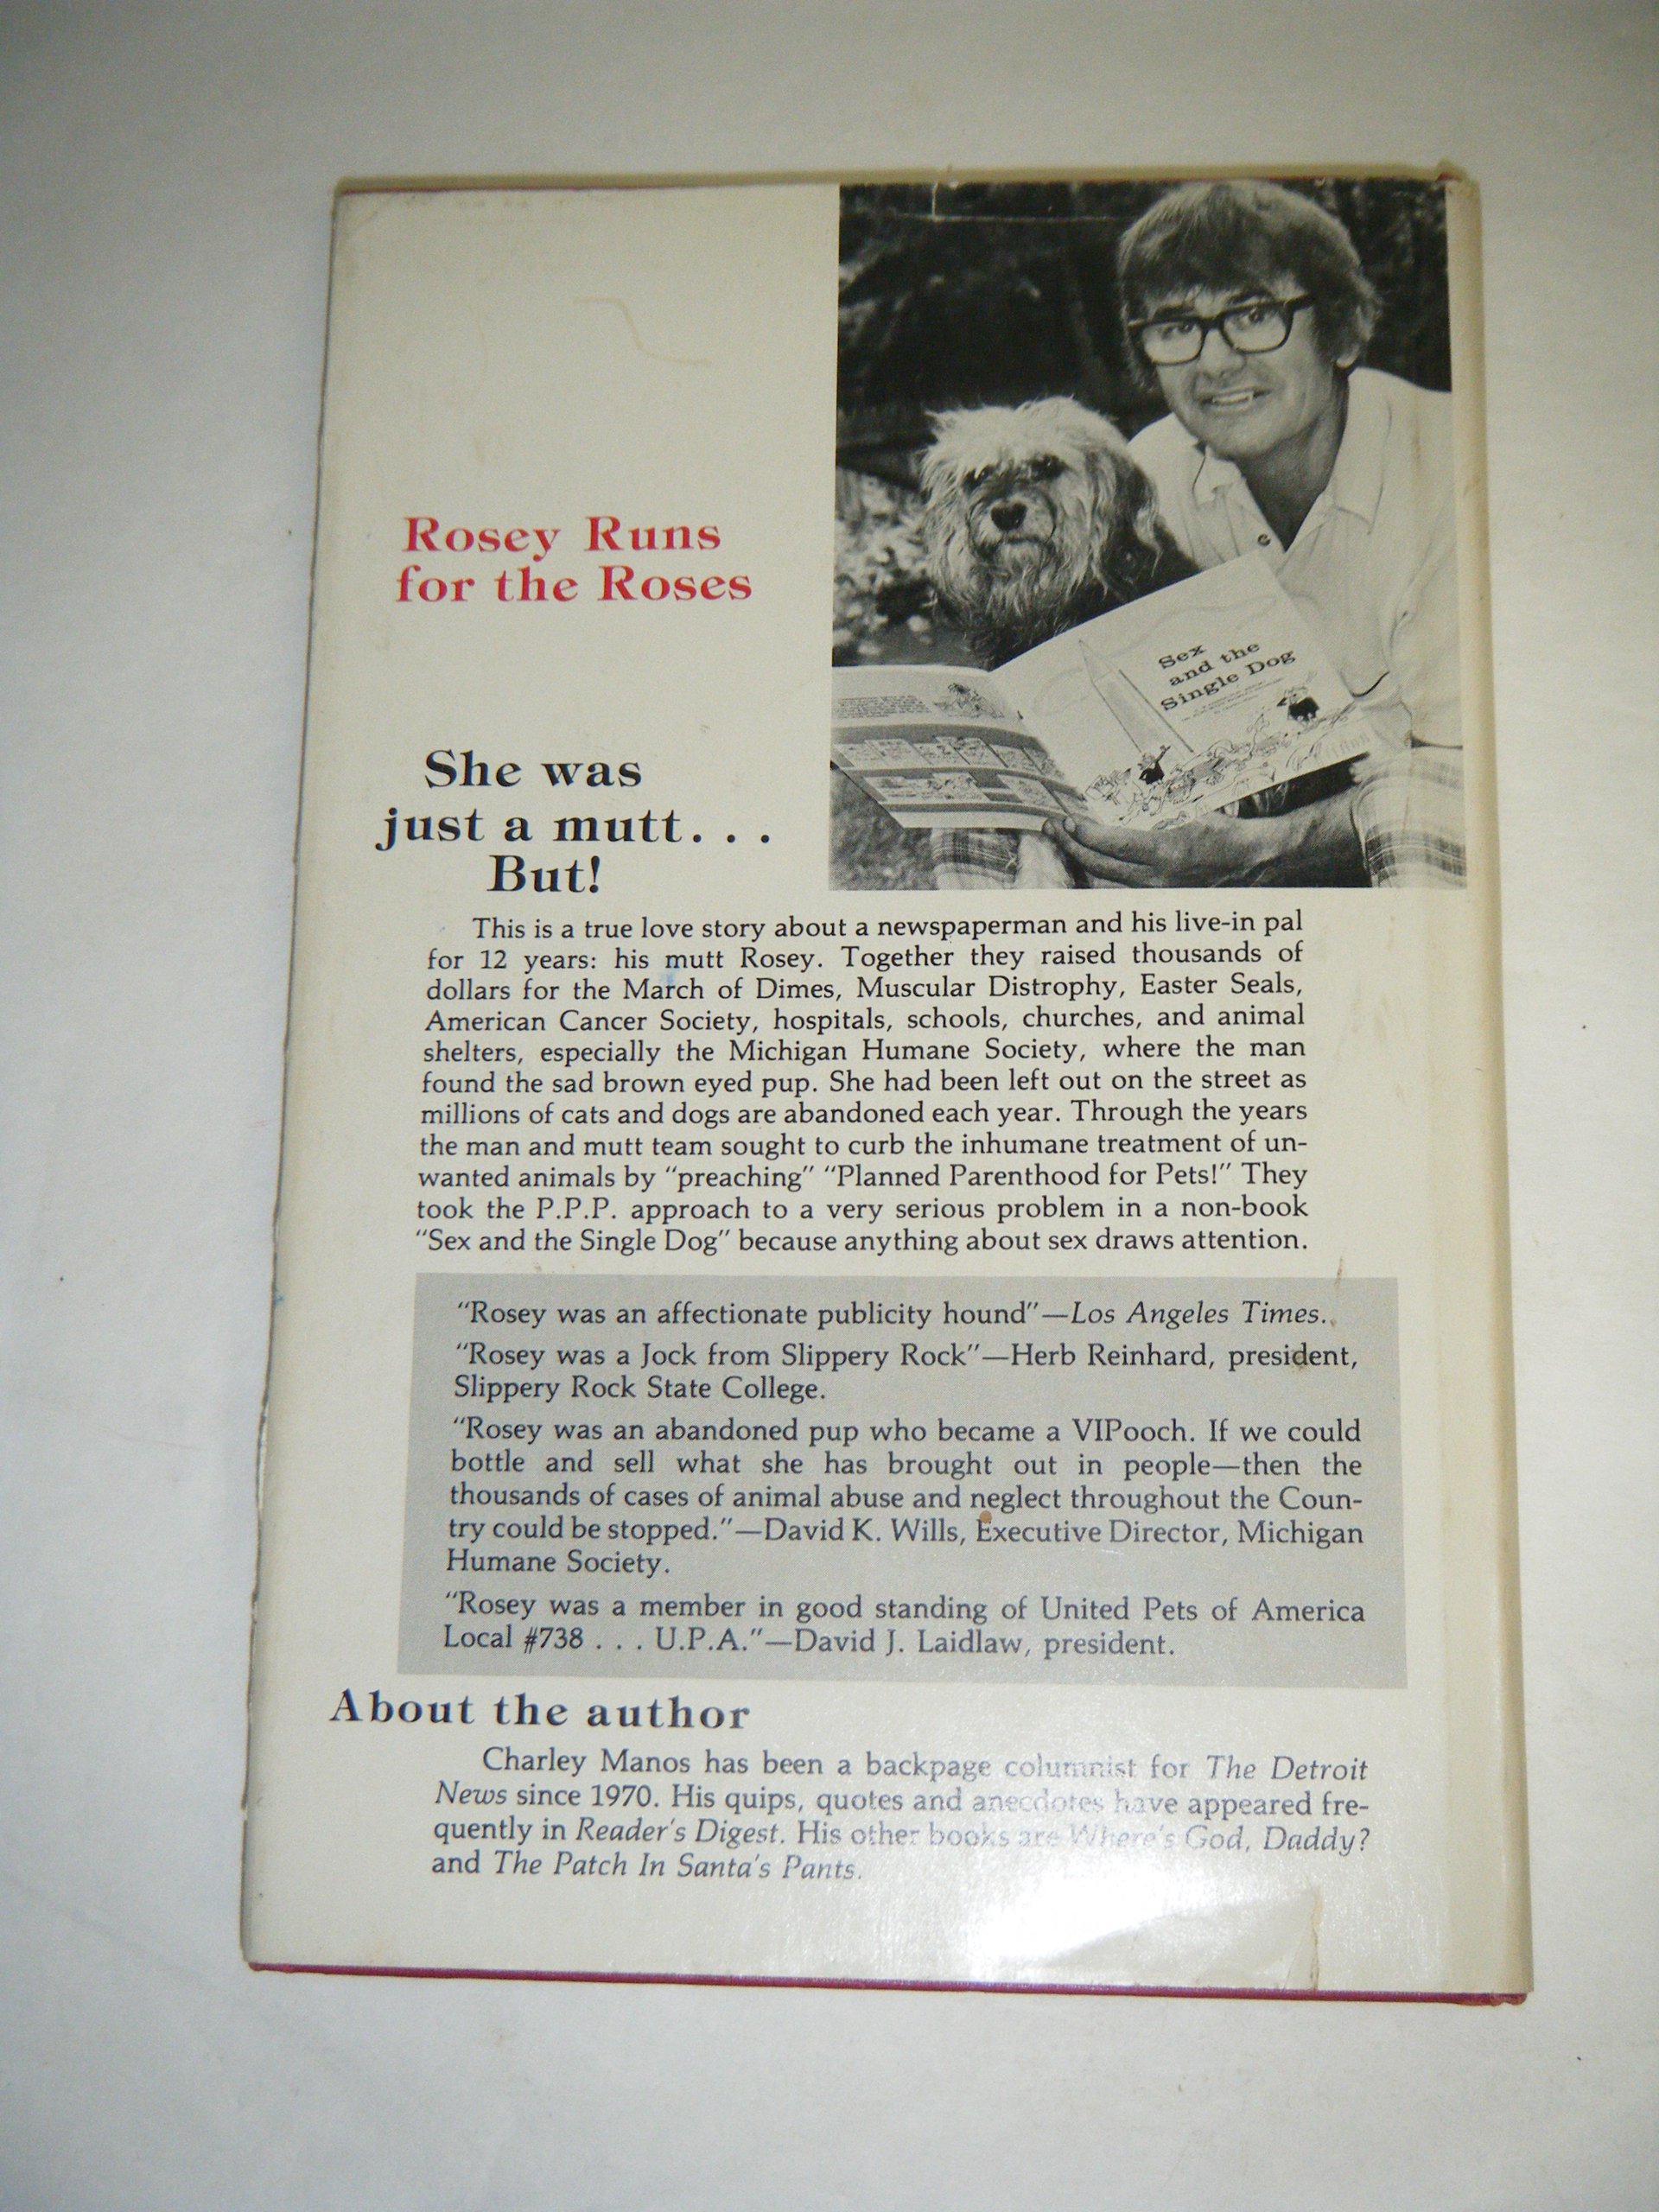 Rosey Runs
for the Roses
Sex
and the
Single Dog
She was
just a mutt. . .
But!
This is a true love story about a newspaperman and his live-in pal
for 12 years: his mutt Rosey. Together they raised thousands of
dollars for the March of Dimes, Muscular Distrophy, Easter Seals,
American Cancer Society, hospitals, schools, churches, and animal
shelters, especially the Michigan Humane Society, where the man
found the sad brown eyed pup. She had been left out on the street as
millions of cats and dogs are abandoned each year. Through the years
the man and mutt team sought to curb the inhumane treatment of un-
wanted animals by “preaching” “Planned Parenthood for Pets!” They
took the P.P.P. approach to a very serious problem in a non-book
“Sex and the Single Dog” because anything about sex draws attention.
“Rosey was an affectionate publicity hound”—Los Angeles Times.
“Rosey was a Jock from Slippery Rock”—Herb Reinhard, president,
Slippery Rock State College.
“Rosey was an abandoned pup who became a VIPooch. If we could
bottle and sell what she has brought out in people—then the
thousands of cases of animal abuse and neglect throughout the Coun-
try could be stopped.”—David K. Wills, Executive Director, Michigan
Humane Society.
“Rosey was a member in good standing of United Pets of America
Local #738 . . . U.P.A.”—David J. Laidlaw, president.
About the author
Charley Manos has been a backpage columnist for The Detroit
News since 1970. His quips, quotes and anecdotes have appeared fre-
quently in Reader's Digest. His other books are Where's God, Daddy?
and The Patch In Santa's Pants.